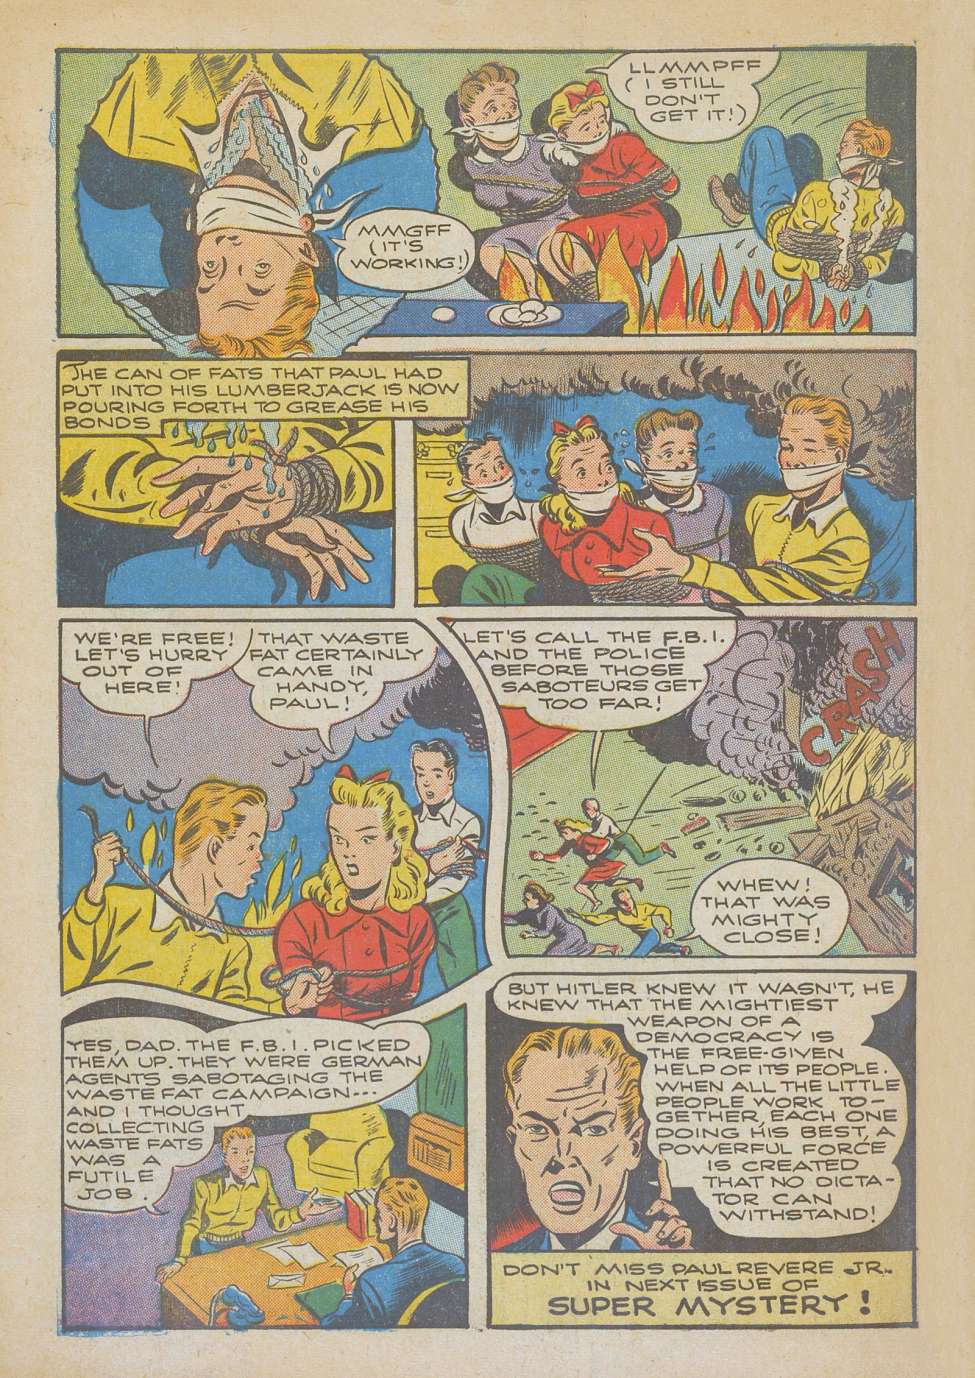 MMGFF
(IT'S
WORKING!)
LLMMPFF
(I STILL
DON'T
GET IT!)
THE CAN OF FATS THAT PAUL HAD
PUT INTO HIS LUMBERJACK IS NOW
POURING FORTH TO GREASE HIS
BONDS
WE'RE FREE!
LET'S HURRY
OUT OF
HERE!
THAT WASTE
FAT CERTAINLY
CAME IN
HANDY,
PAUL!
LET'S CALL THE F.B.I.
AND THE POLICE
BEFORE THOSE
SABOTEURS GET
TOO FAR!
CRASH
WHEW!
THAT WAS
MIGHTY
CLOSE!
YES, DAD. THE F.B.I. PICKED
THEM UP. THEY WERE GERMAN
AGENTS SABOTAGING THE
WASTE FAT CAMPAIGN---
AND I THOUGHT
COLLECTING
WASTE FATS
WAS A
FUTILE
JOB.
BUT HITLER KNEW IT WASN'T, HE
KNEW THAT THE MIGHTIEST
WEAPON OF A
DEMOCRACY IS
THE FREE-GIVEN
HELP OF ITS PEOPLE.
WHEN ALL THE LITTLE
PEOPLE WORK TO-
GETHER, EACH ONE
DOING HIS BEST, A
POWERFUL FORCE
IS CREATED
THAT NO DICTA-
TOR CAN
WITHSTAND!
DON'T MISS PAUL REVERE JR.
IN NEXT ISSUE OF
SUPER MYSTERY!